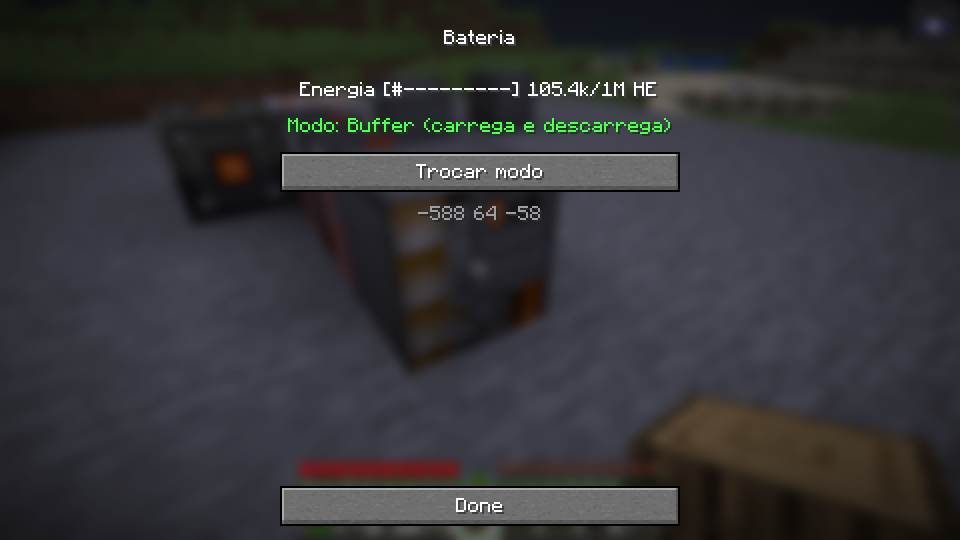 Bateria
Energia [#---------] 105.4k/1M HE
Modo: Buffer (carrega e descarrega)
Trocar modo
-588 64 -58
Done